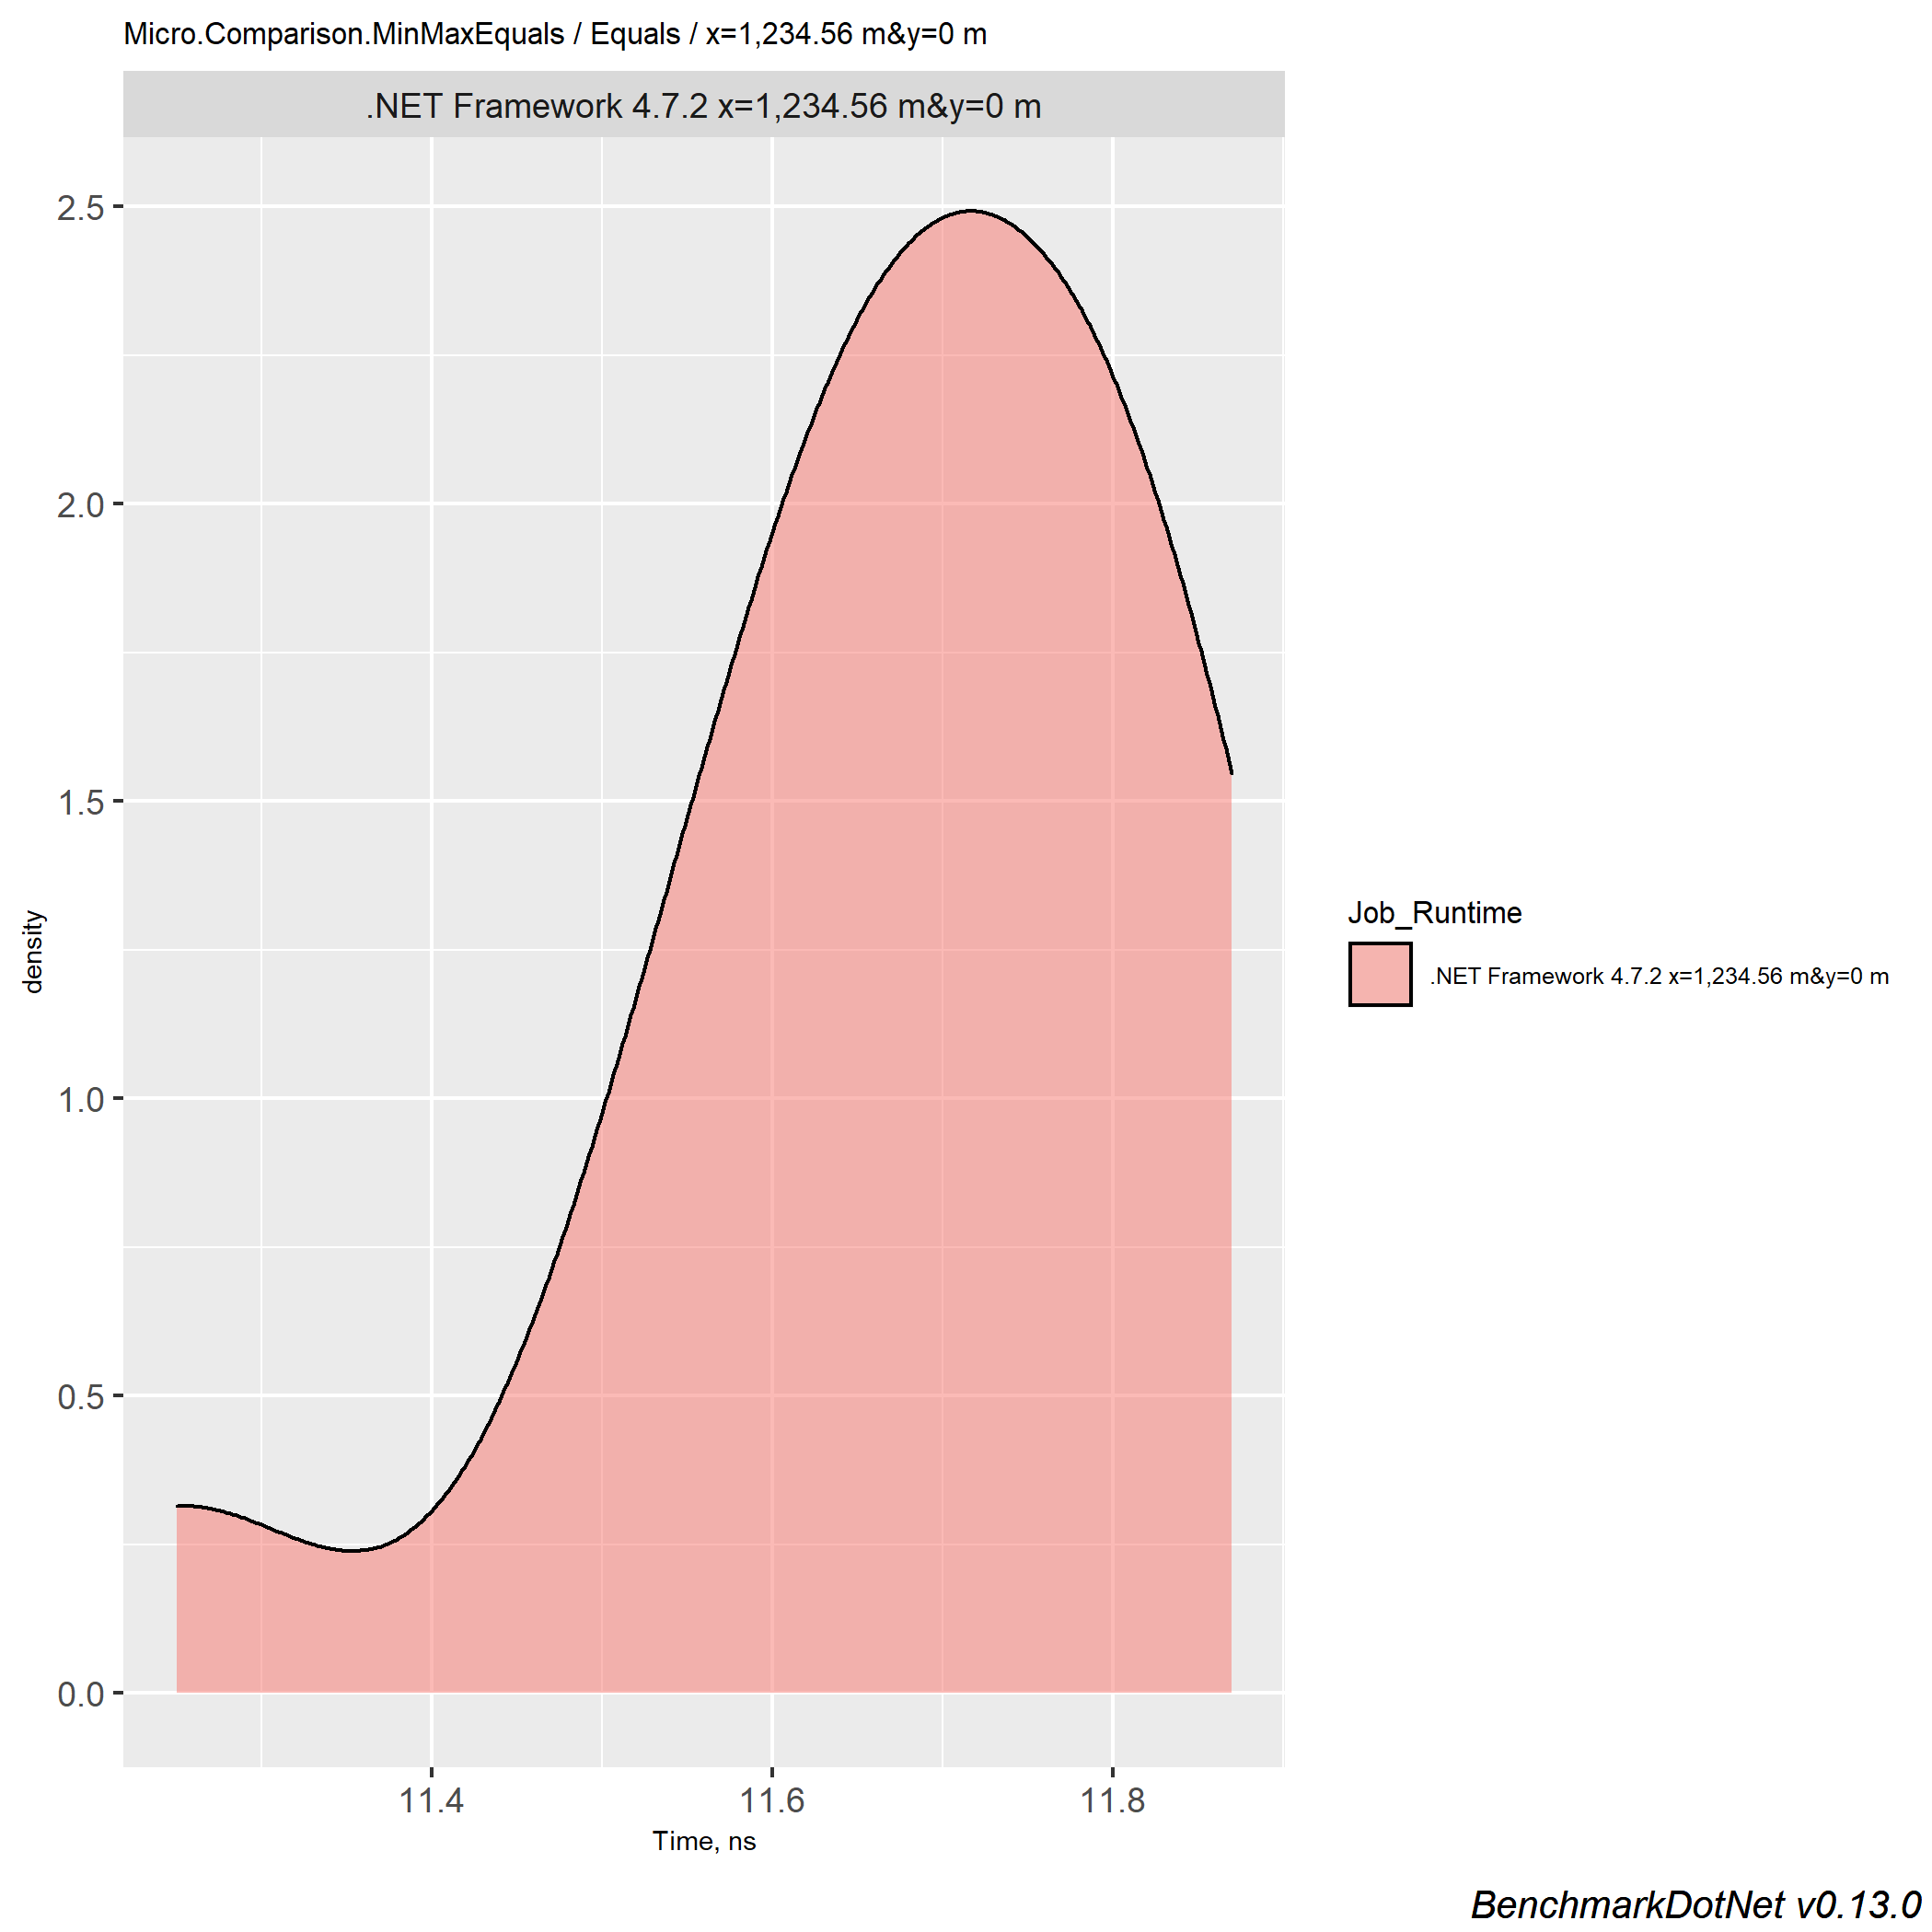 Micro.Comparison.MinMaxEquals / Equals / x=1,234.56 m&y=0 m
.NET Framework 4.7.2 x=1,234.56 m&y=0 m
2.5
2.0
1.5
1.0
0.5
0.0
density
11.4 11.6 11.8
Time, ns
Job_Runtime
.NET Framework 4.7.2 x=1,234.56 m&y=0 m
BenchmarkDotNet v0.13.0